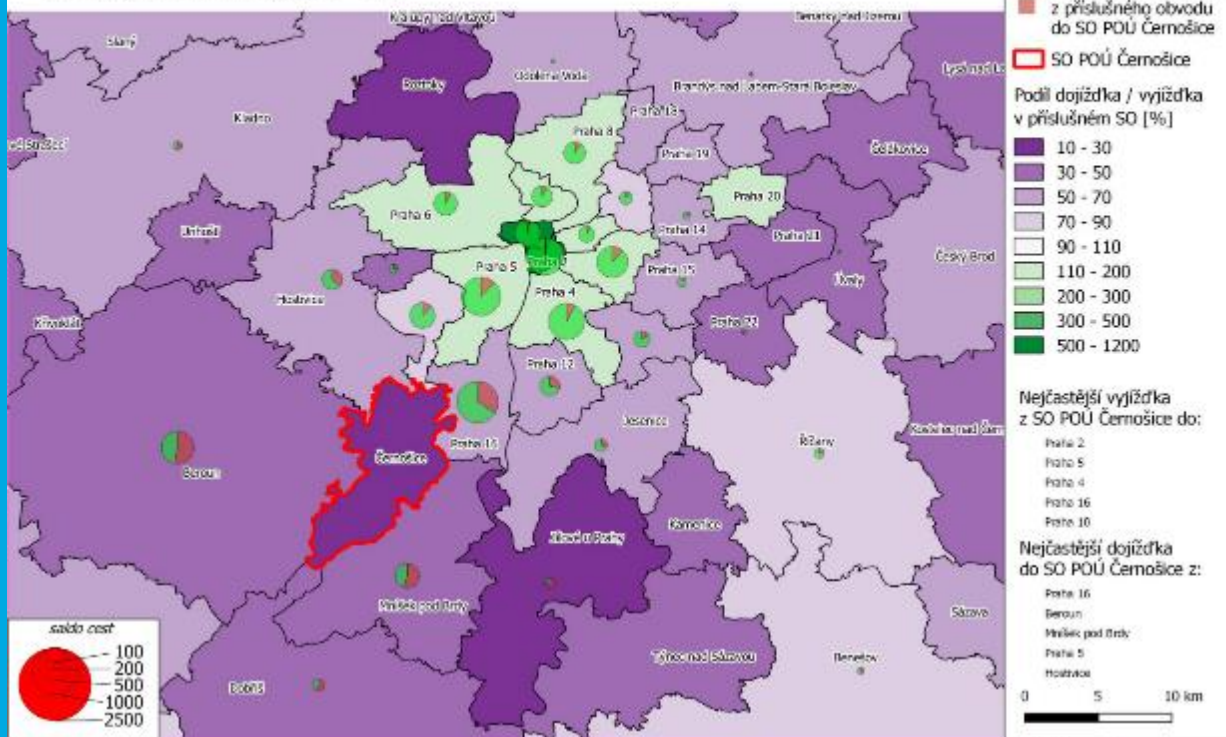 z příslušného obvodu
do SO POÚ Černošice
SO POÚ Černošice
Podíl dojížďka / vyjížďka
v příslušném SO [%]
10 - 30
30 - 50
50 - 70
70 - 90
90 - 110
110 - 200
200 - 300
300 - 500
500 - 1200
Nejčastější vyjížďka
z SO POÚ Černošice do:
Praha 2
Praha 5
Praha 4
Praha 16
Praha 10
Nejčastější dojížďka
do SO POÚ Černošice z:
Praha 16
Beroun
Mníšek pod Brdy
Praha 5
Hostivice
0 5 10 km
Slaný
Kralupy nad Vltavou
Roztoky
Odolena Voda
Brandýs nad Labem-Stará Boleslav
Kladno
Praha 18
Praha 8
Praha 19
Čelákovice
Praha 6
Praha 20
Unhošť
Praha 14
Praha 21
Český Brod
Hostivice
Praha 5
Praha 4
Praha 15
Úvaly
Křivoklát
Praha 22
Praha 12
Beroun
Černošice
Praha 16
Jesenice
Říčany
Kamenice
Jílové u Prahy
Mníšek pod Brdy
Týnec nad Sázavou
Benešov
Sázava
Dobříš
saldo cest
100
200
500
1000
2500